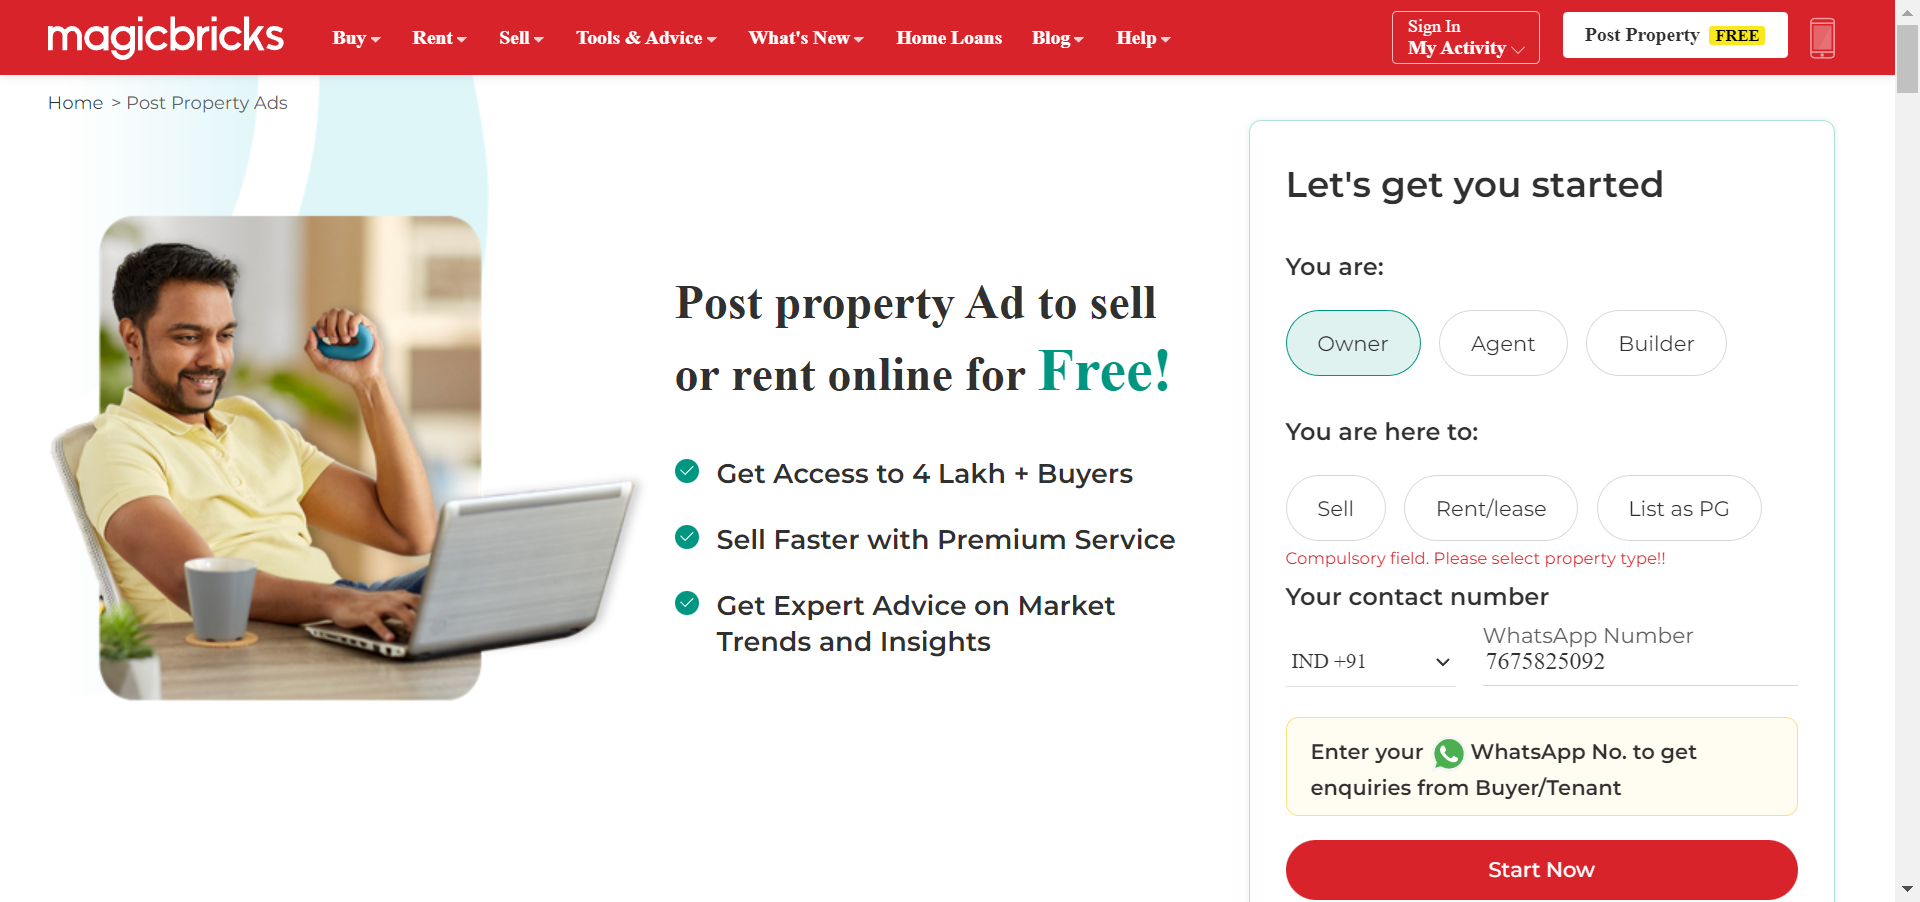 magicbricks
Buy
Rent
Sell
Tools & Advice
What's New
Home Loans
Blog
Help
Sign In
My Activity
Post Property FREE
Home > Post Property Ads
Post property Ad to sell
or rent online for Free!
Get Access to 4 Lakh + Buyers
Sell Faster with Premium Service
Get Expert Advice on Market
Trends and Insights
Let's get you started
You are:
Owner
Agent
Builder
You are here to:
Sell
Rent/lease
List as PG
Compulsory field. Please select property type!!
Your contact number
WhatsApp Number
IND +91
7675825092
Enter your WhatsApp No. to get
enquiries from Buyer/Tenant
Start Now